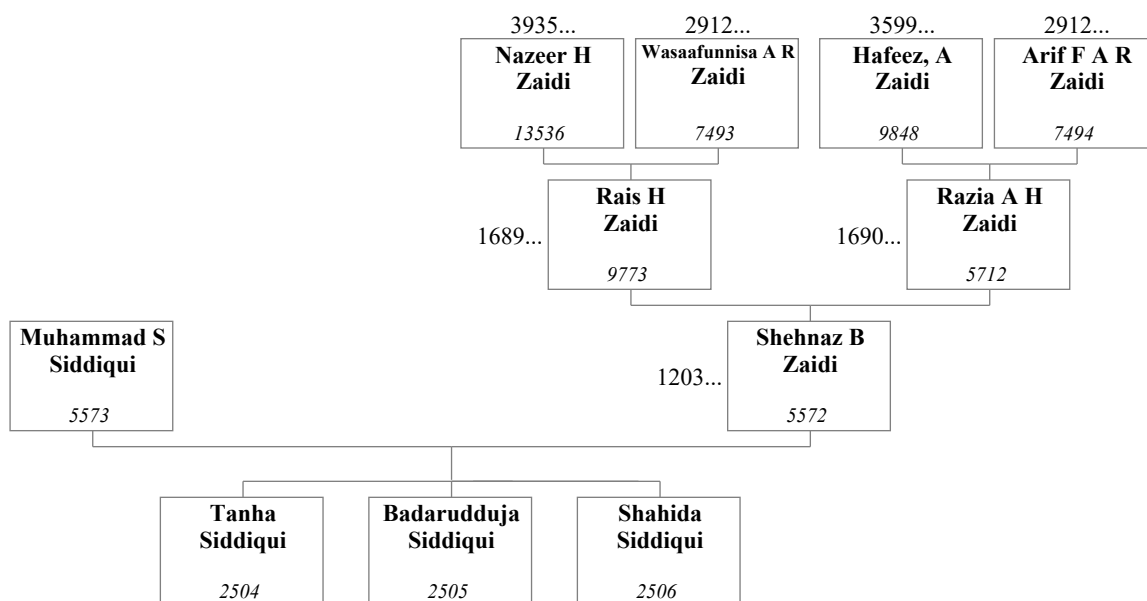 3935...
2912...
3599...
2912...
Nazeer H
Zaidi
13536
Wasaafunnisa A R
Zaidi
7493
Hafeez, A
Zaidi
9848
Arif F A R
Zaidi
7494
1689...
Rais H
Zaidi
9773
1690...
Razia A H
Zaidi
5712
Muhammad S
Siddiqui
5573
1203...
Shehnaz B
Zaidi
5572
Tanha
Siddiqui
2504
Badarudduja
Siddiqui
2505
Shahida
Siddiqui
2506